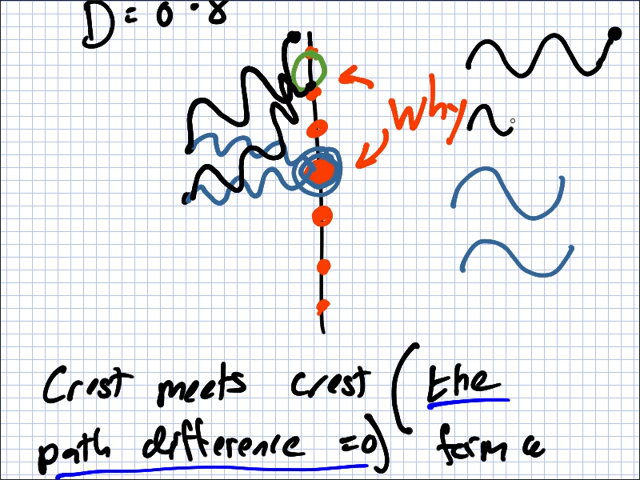 D = 0.8
Why
Crest meets crest (the
path difference =0) form a